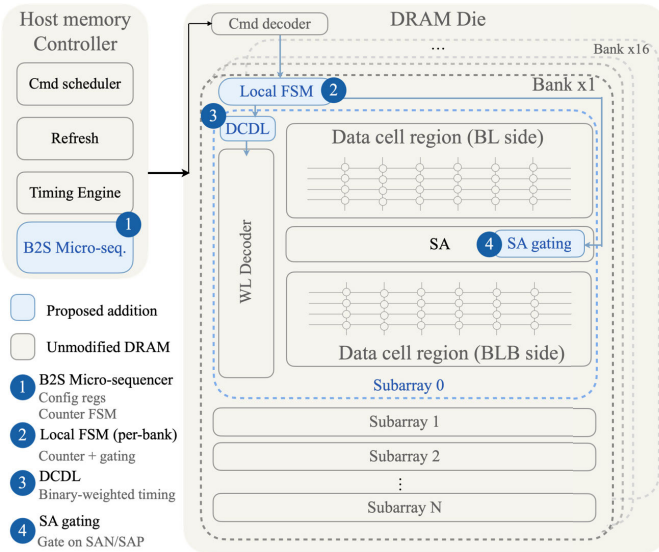 Host memory
Controller
Cmd scheduler
Refresh
Timing Engine
1
B2S Micro-seq.
Proposed addition
Unmodified DRAM
1
B2S Micro-sequencer
Config regs
Counter FSM
2
Local FSM (per-bank)
Counter + gating
3
DCDL
Binary-weighted timing
4
SA gating
Gate on SAN/SAP
Cmd decoder
DRAM Die
...
Bank x16
Bank x1
Local FSM
2
3
DCDL
WL Decoder
Data cell region (BL side)
SA
4
SA gating
Data cell region (BLB side)
Subarray 0
Subarray 1
Subarray 2
⋮
Subarray N